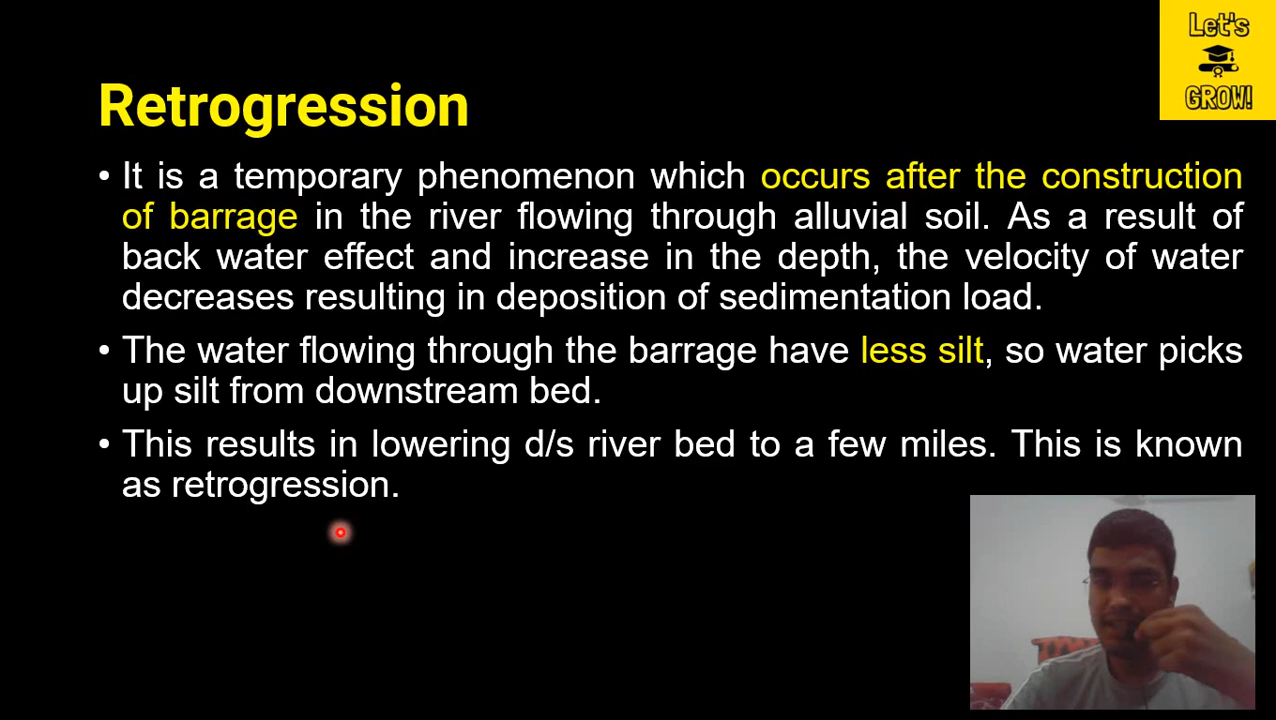 Let's
GROW!
Retrogression
• It is a temporary phenomenon which occurs after the construction
of barrage in the river flowing through alluvial soil. As a result of
back water effect and increase in the depth, the velocity of water
decreases resulting in deposition of sedimentation load.
• The water flowing through the barrage have less silt, so water picks
up silt from downstream bed.
• This results in lowering d/s river bed to a few miles. This is known
as retrogression.